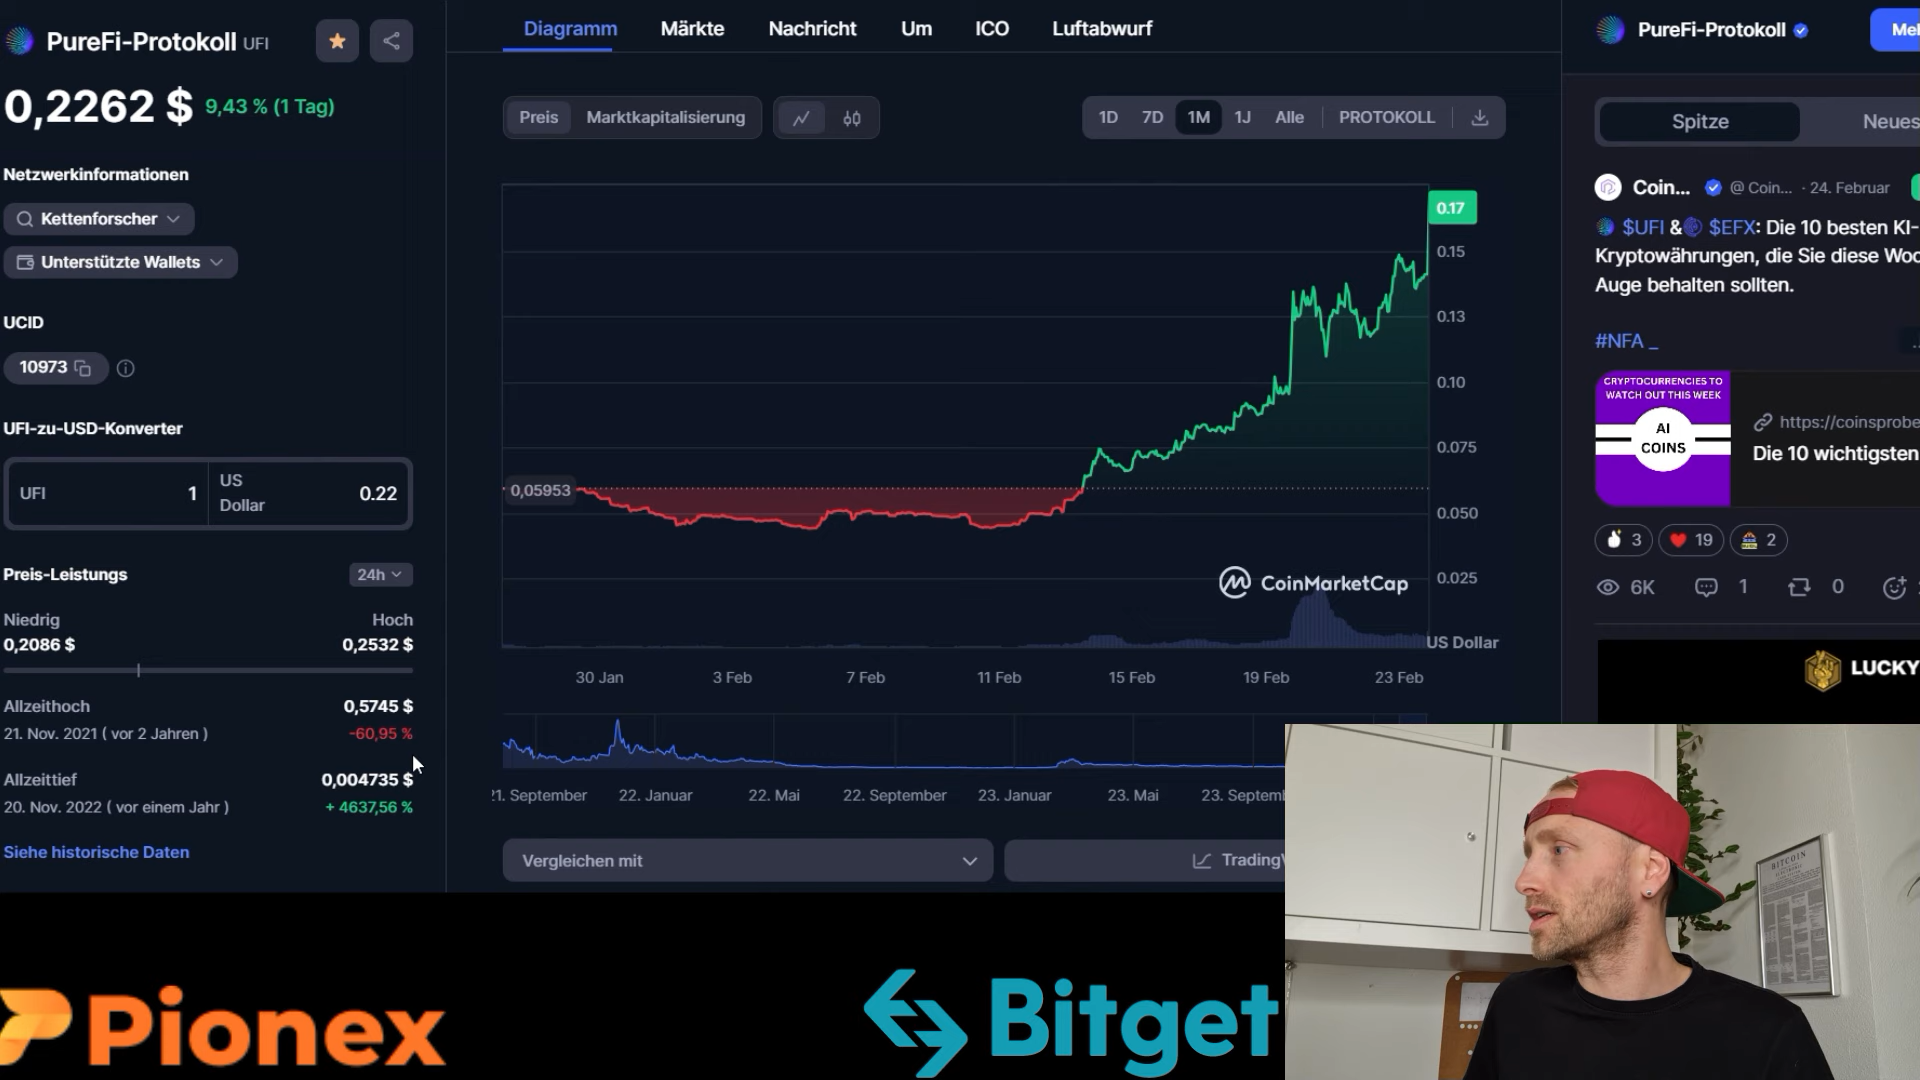 PureFi-Protokoll UFI
0,2262 $ 9,43 % (1 Tag)
Netzwerkinformationen
Kettenforscher
Unterstützte Wallets
UCID
10973
UFI-zu-USD-Konverter
UFI 1 US Dollar 0.22
Preis-Leistungs 24h
Niedrig Hoch
0,2086 $ 0,2532 $
Allzeithoch 0,5745 $
21. Nov. 2021 ( vor 2 Jahren ) -60,95 %
Allzeittief 0,004735 $
20. Nov. 2022 ( vor einem Jahr ) + 4637,56 %
Siehe historische Daten
Diagramm Märkte Nachricht Um ICO Luftabwurf
Preis Marktkapitalisierung
1D 7D 1M 1J Alle PROTOKOLL
0.17
0.15
0.13
0.10
0.075
0.050
0.025
0,05953
CoinMarketCap
US Dollar
30 Jan 3 Feb 7 Feb 11 Feb 15 Feb 19 Feb 23 Feb
21. September 22. Januar 22. Mai 22. September 23. Januar 23. Mai 23. Septem
Vergleichen mit
Trading
PureFi-Protokoll
Spitze Neues
Coin... @ Coin... · 24. Februar
$UFI & $EFX: Die 10 besten KI-
Kryptowährungen, die Sie diese Woc
Auge behalten sollten.
#NFA _
CRYPTOCURRENCIES TO
WATCH OUT THIS WEEK
AI
COINS
https://coinsprobe
Die 10 wichtigsten
3 19 2
6K 1 0
LUCKY
BITCOIN
Pionex
Bitget